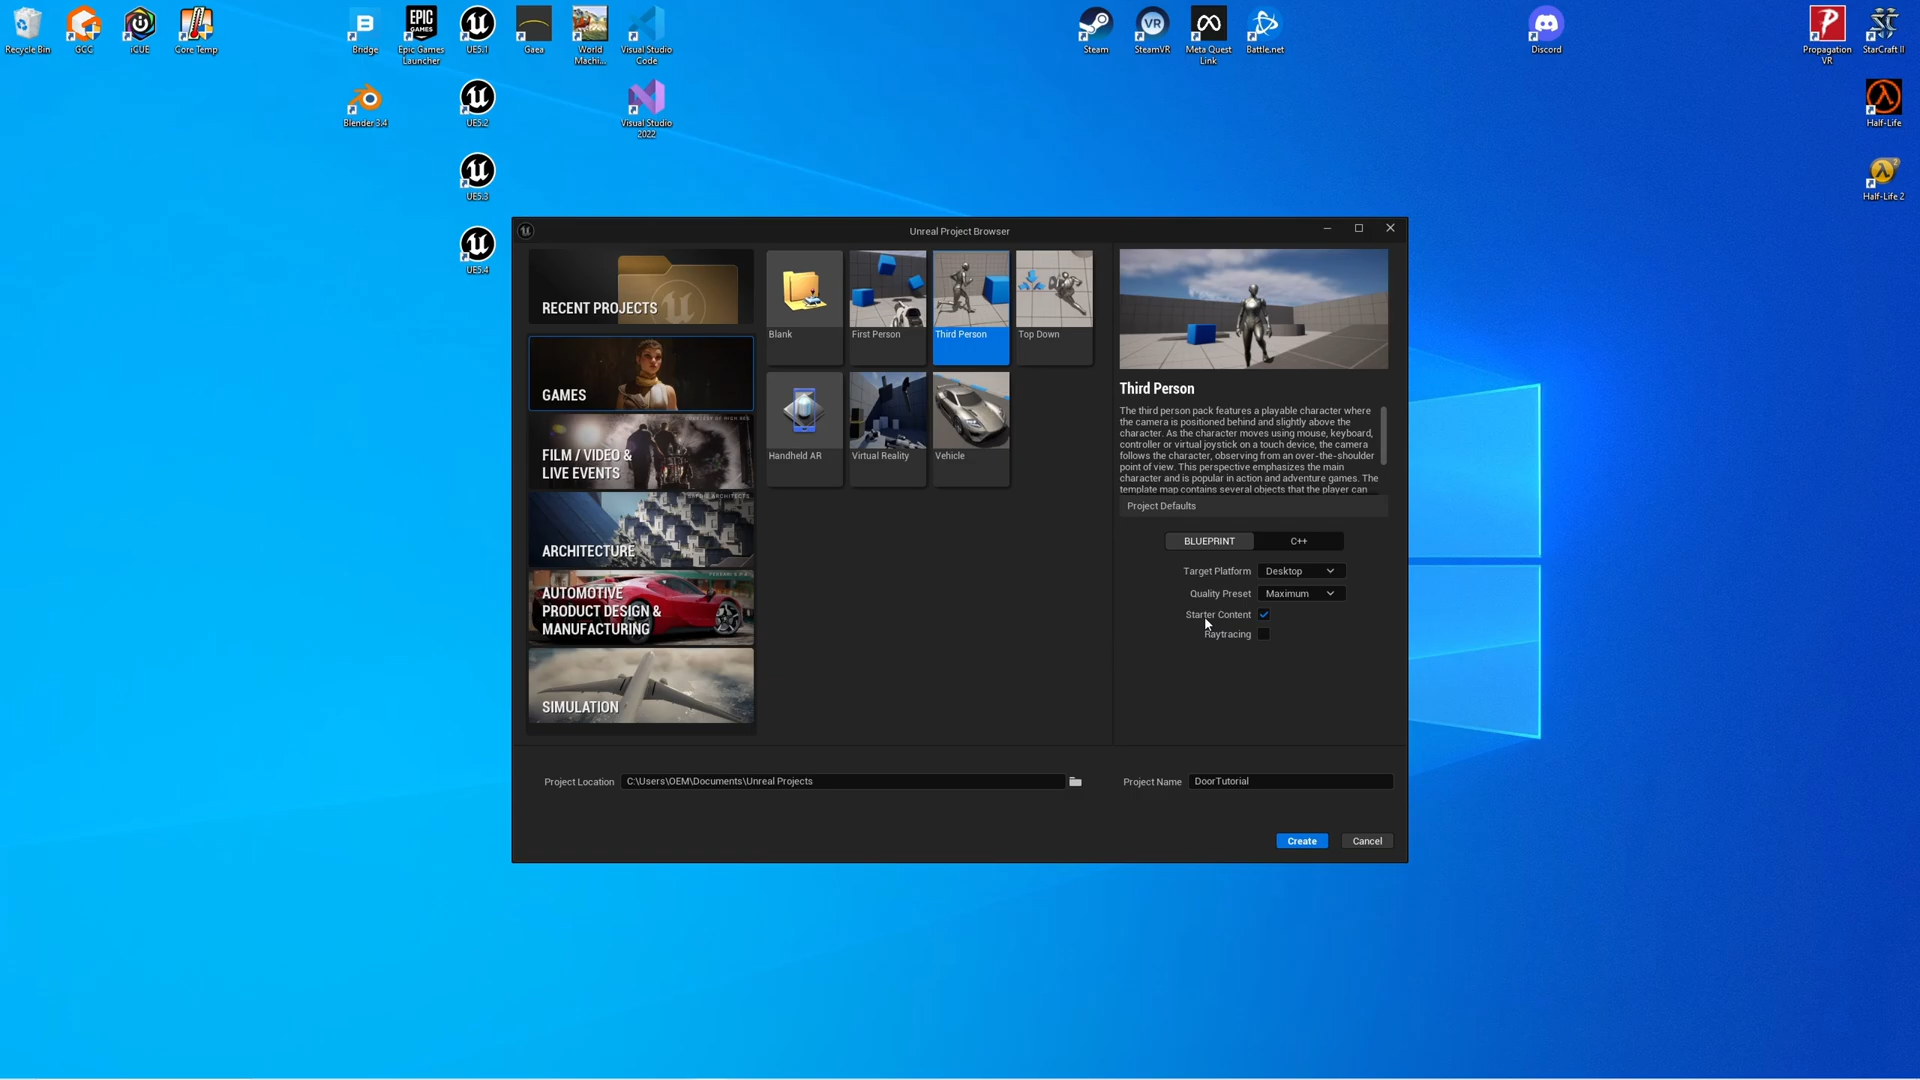 Recycle Bin
GCC
iCUE
Core Temp
Bridge
EPIC
GAMES
Epic Games
Launcher
UE5.1
Gaea
World
Machi...
Visual Studio
Code
Steam
VR
SteamVR
Meta Quest
Link
Battle.net
Discord
Propagation
VR
StarCraft II
Blender 3.4
UE5.2
Visual Studio
2022
Half-Life
UE5.3
Half-Life 2
UE5.4
Unreal Project Browser
RECENT PROJECTS
GAMES
FILM / VIDEO &
LIVE EVENTS
ARCHITECTURE
AUTOMOTIVE
PRODUCT DESIGN &
MANUFACTURING
SIMULATION
Blank
First Person
Third Person
Top Down
Handheld AR
Virtual Reality
Vehicle
Third Person
The third person pack features a playable character where
the camera is positioned behind and slightly above the
character. As the character moves using mouse, keyboard,
controller or virtual joystick on a touch device, the camera
follows the character, observing from an over-the-shoulder
point of view. This perspective emphasizes the main
character and is popular in action and adventure games. The
template map contains several objects that the player can
Project Defaults
BLUEPRINT
C++
Target Platform
Desktop
Quality Preset
Maximum
Starter Content
Raytracing
Project Location
C:\Users\OEM\Documents\Unreal Projects
Project Name
DoorTutorial
Create
Cancel